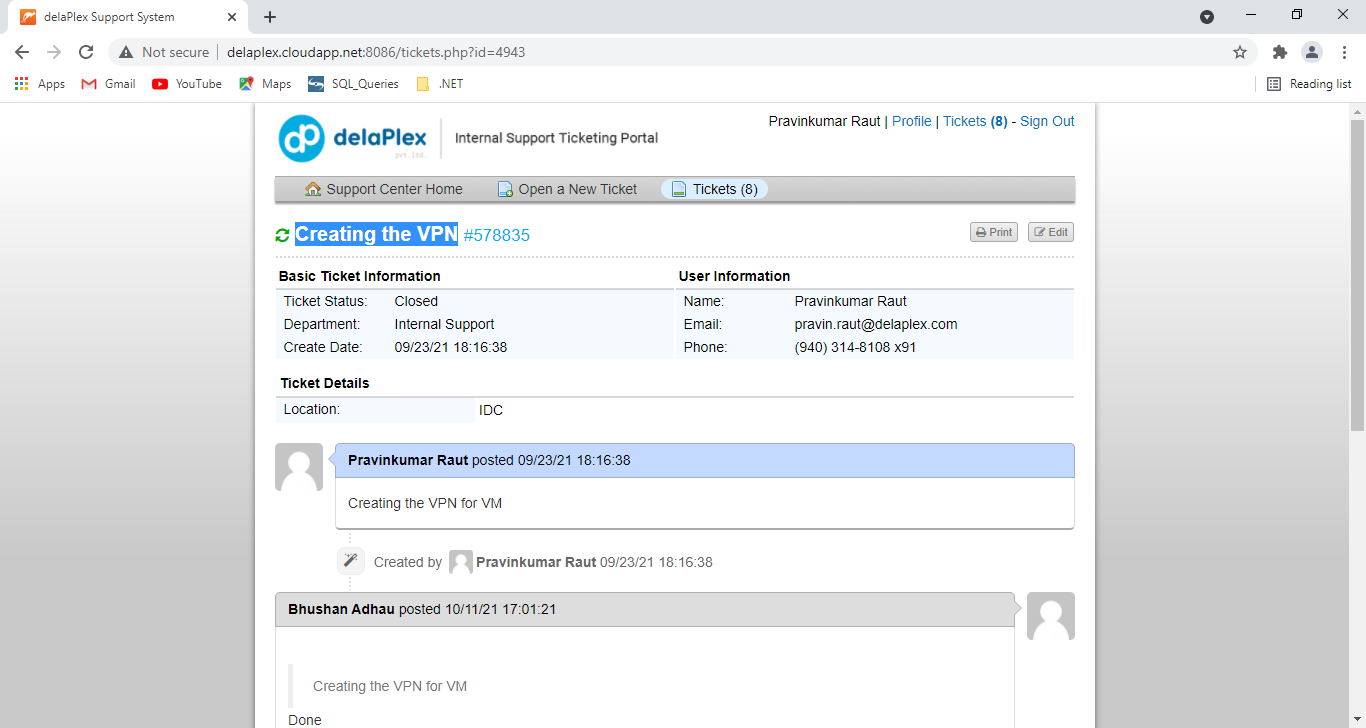 delaPlex Support System
Not secure delaplex.cloudapp.net:8086/tickets.php?id=4943
Apps Gmail YouTube Maps SQL_Queries .NET Reading list
delaPlex
pvt.ltd.
Internal Support Ticketing Portal
Pravinkumar Raut | Profile | Tickets (8) - Sign Out
Support Center Home Open a New Ticket Tickets (8)
Creating the VPN #578835
Print Edit
Basic Ticket Information User Information
Ticket Status: Closed Name: Pravinkumar Raut
Department: Internal Support Email: pravin.raut@delaplex.com
Create Date: 09/23/21 18:16:38 Phone: (940) 314-8108 x91
Ticket Details
Location: IDC
Pravinkumar Raut posted 09/23/21 18:16:38
Creating the VPN for VM
Created by Pravinkumar Raut 09/23/21 18:16:38
Bhushan Adhau posted 10/11/21 17:01:21
Creating the VPN for VM
Done